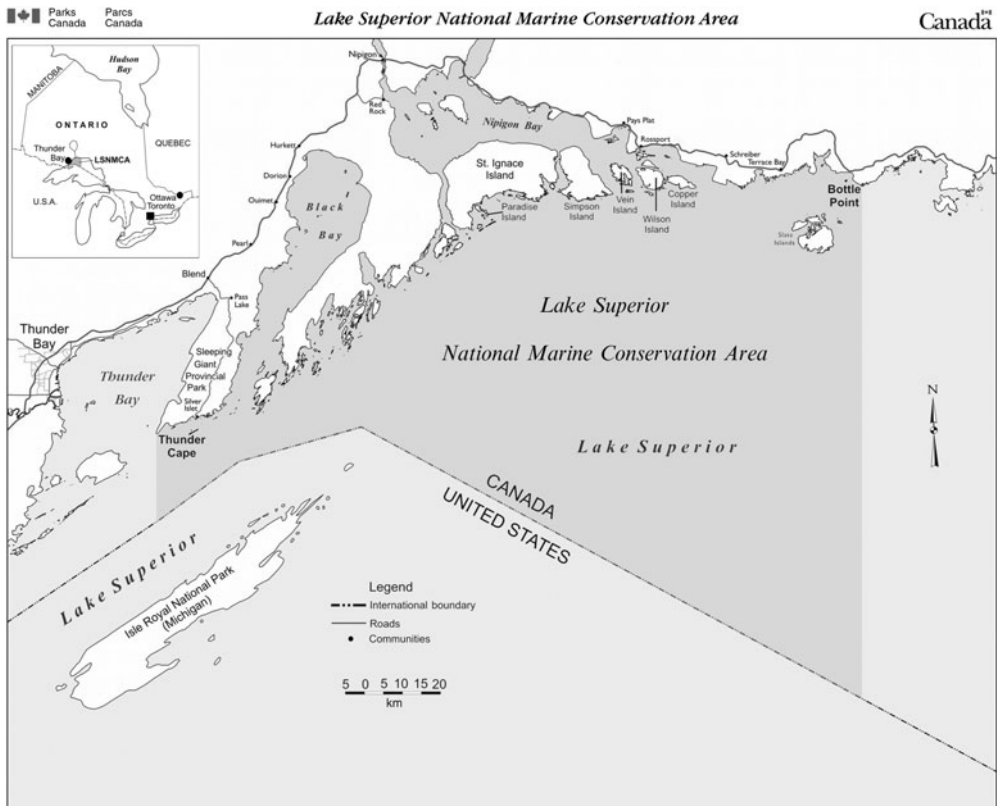 Parks
Canada
Parcs
Canada
Lake Superior National Marine Conservation Area
Canada
Hudson
Bay
MANITOBA
ONTARIO
QUEBEC
Thunder
Bay
LSNMCA
U.S.A.
Ottawa
Toronto
Nipigon
Red
Rock
Nipigon Bay
Pays Plat
Rossport
Schreiber
Terrace Bay
Hurkett
Dorion
Ouimet
Pearl
Blend
Pass
Lake
Black
Bay
St. Ignace
Island
Paradise
Island
Simpson
Island
Vein
Island
Wilson
Island
Copper
Island
Bottle
Point
Slate
Islands
Thunder
Bay
Thunder
Bay
Sleeping
Giant
Provincial
Park
Silver
Islet
Thunder
Cape
Lake Superior
National Marine Conservation Area
Lake Superior
N
CANADA
UNITED STATES
Lake Superior
Isle Royal National Park
(Michigan)
Legend
International boundary
Roads
Communities
5 0 5 10 15 20
km